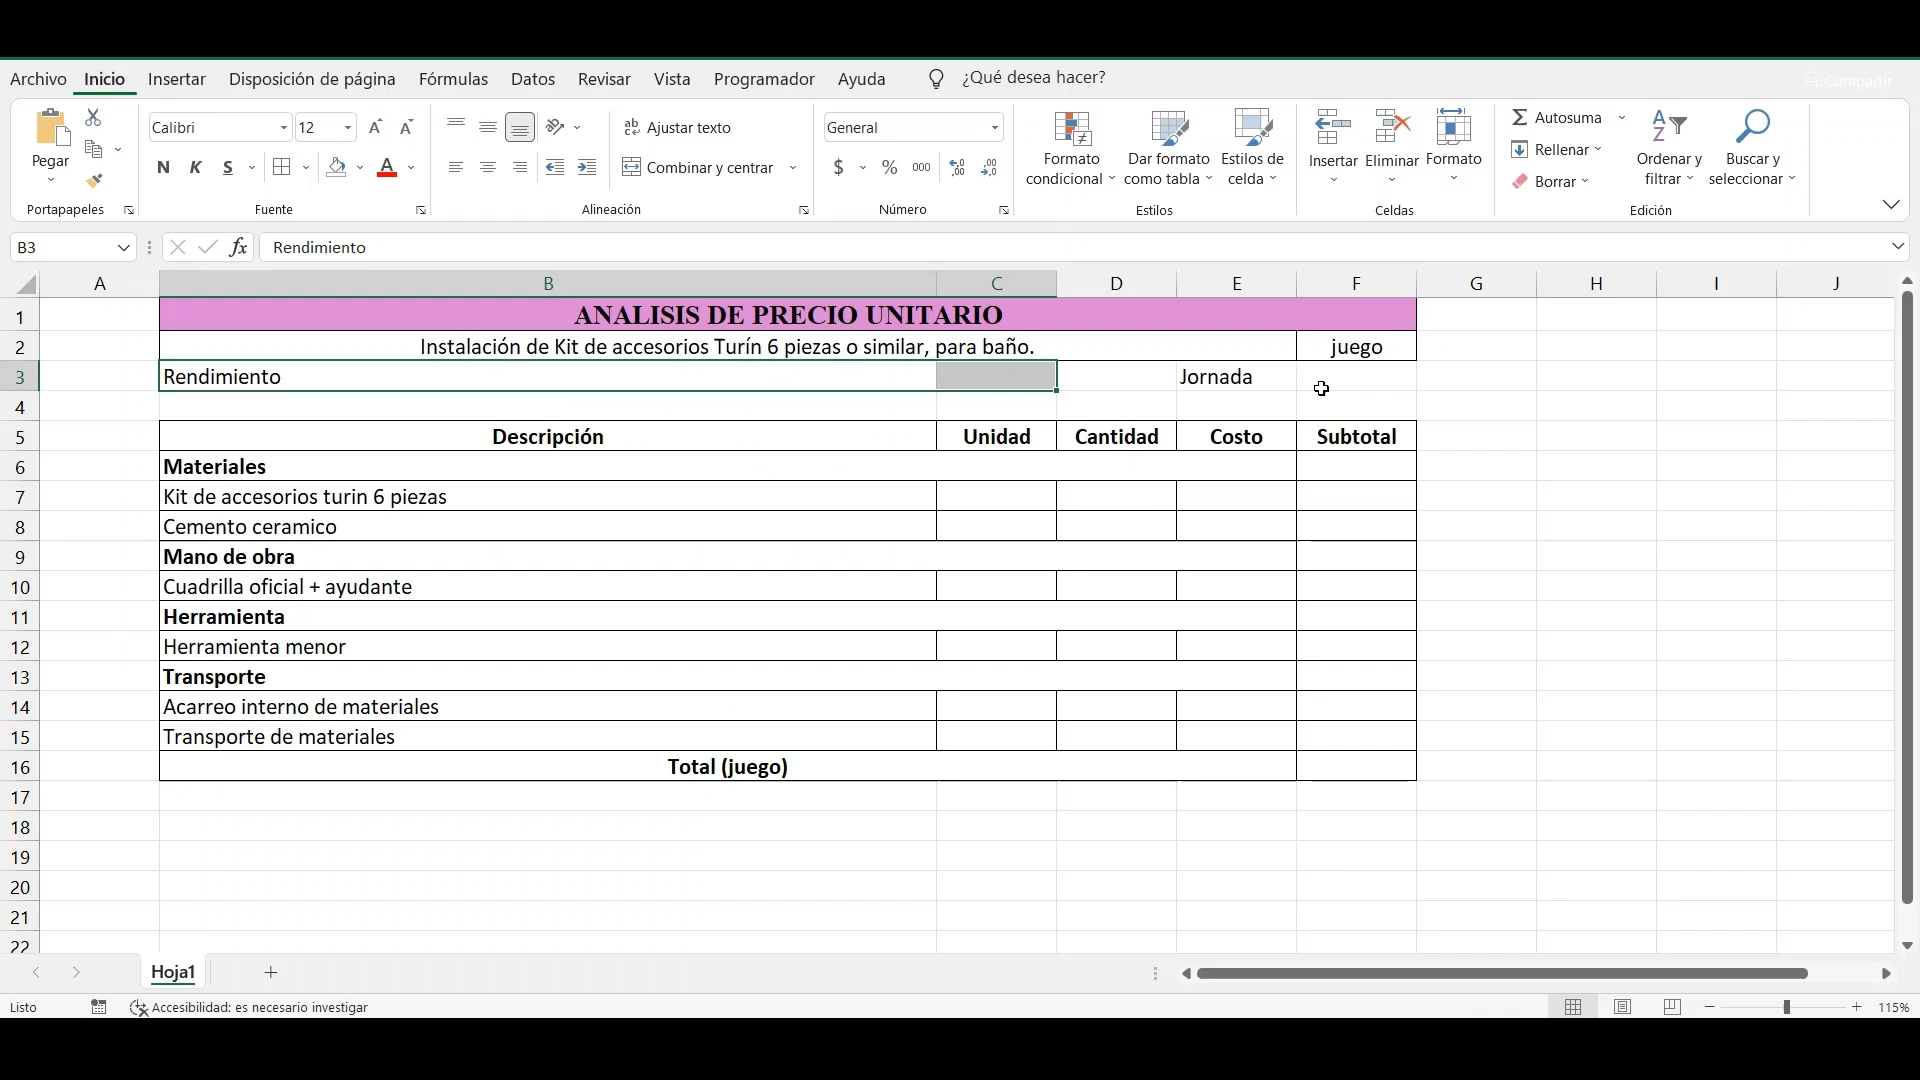 Archivo Inicio Insertar Disposición de página Fórmulas Datos Revisar Vista Programador Ayuda ¿Qué desea hacer? Compartir
Pegar
Portapapeles
Calibri 12
N K S A
Fuente
Ajustar texto
Combinar y centrar
Alineación
General
$ % 000
Número
Formato condicional
Dar formato como tabla
Estilos de celda
Estilos
Insertar Eliminar Formato
Celdas
Autosuma
Rellenar
Borrar
Ordenar y filtrar
Buscar y seleccionar
Edición
B3 fx Rendimiento
A B C D E F G H I J
1 ANALISIS DE PRECIO UNITARIO
2 Instalación de Kit de accesorios Turín 6 piezas o similar, para baño. juego
3 Rendimiento Jornada
4
5 Descripción Unidad Cantidad Costo Subtotal
6 Materiales
7 Kit de accesorios turin 6 piezas
8 Cemento ceramico
9 Mano de obra
10 Cuadrilla oficial + ayudante
11 Herramienta
12 Herramienta menor
13 Transporte
14 Acarreo interno de materiales
15 Transporte de materiales
16 Total (juego)
17
18
19
20
21
22
Hoja1
Listo Accesibilidad: es necesario investigar 115%